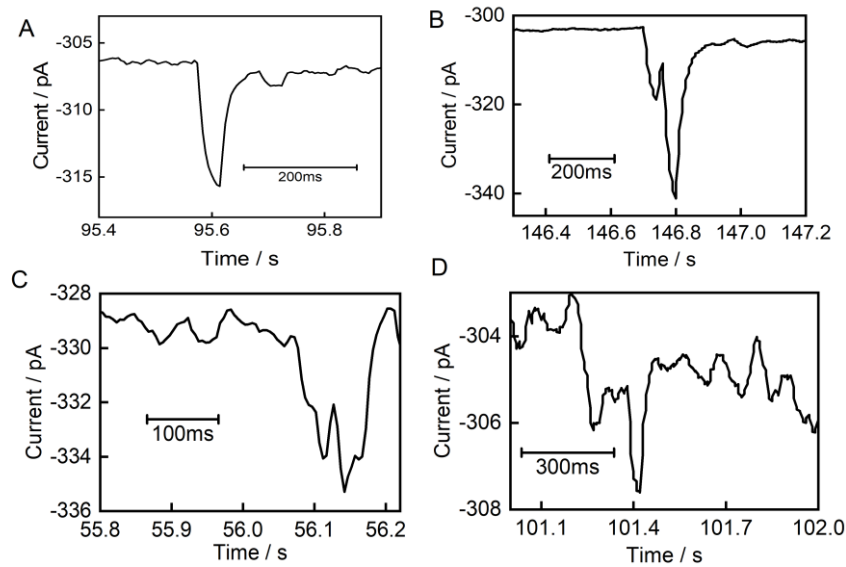 A
Current / pA
-305
-310
-315
200ms
95.4
95.6
95.8
Time / s
B
Current / pA
-300
-320
-340
200ms
146.4
146.6
146.8
147.0
147.2
Time / s
C
Current / pA
-328
-330
-332
-334
-336
100ms
55.8
55.9
56.0
56.1
56.2
Time / s
D
Current / pA
-304
-306
-308
300ms
101.1
101.4
101.7
102.0
Time / s